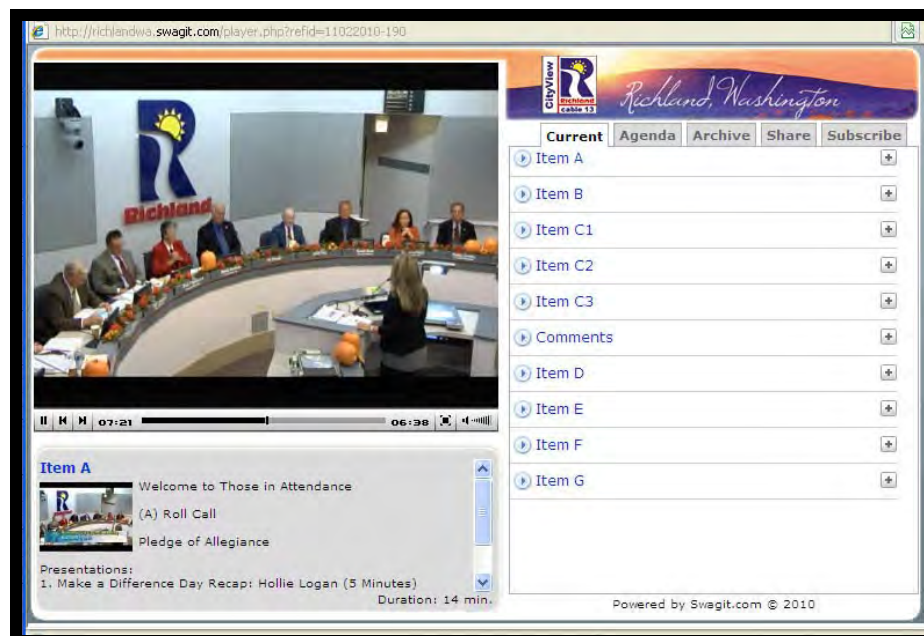 http://richlandwa.swagit.com/player.php?refid=11022010-190
Richland
CityView
R
Richland
cable 13
Richland, Washington
Current Agenda Archive Share Subscribe
Item A
Item B
Item C1
Item C2
Item C3
Comments
Item D
Item E
Item F
Item G
07:21 06:38
Item A
Welcome to Those in Attendance
(A) Roll Call
Pledge of Allegiance
Presentations:
1. Make a Difference Day Recap: Hollie Logan (5 Minutes)
Duration: 14 min.
Powered by Swagit.com © 2010